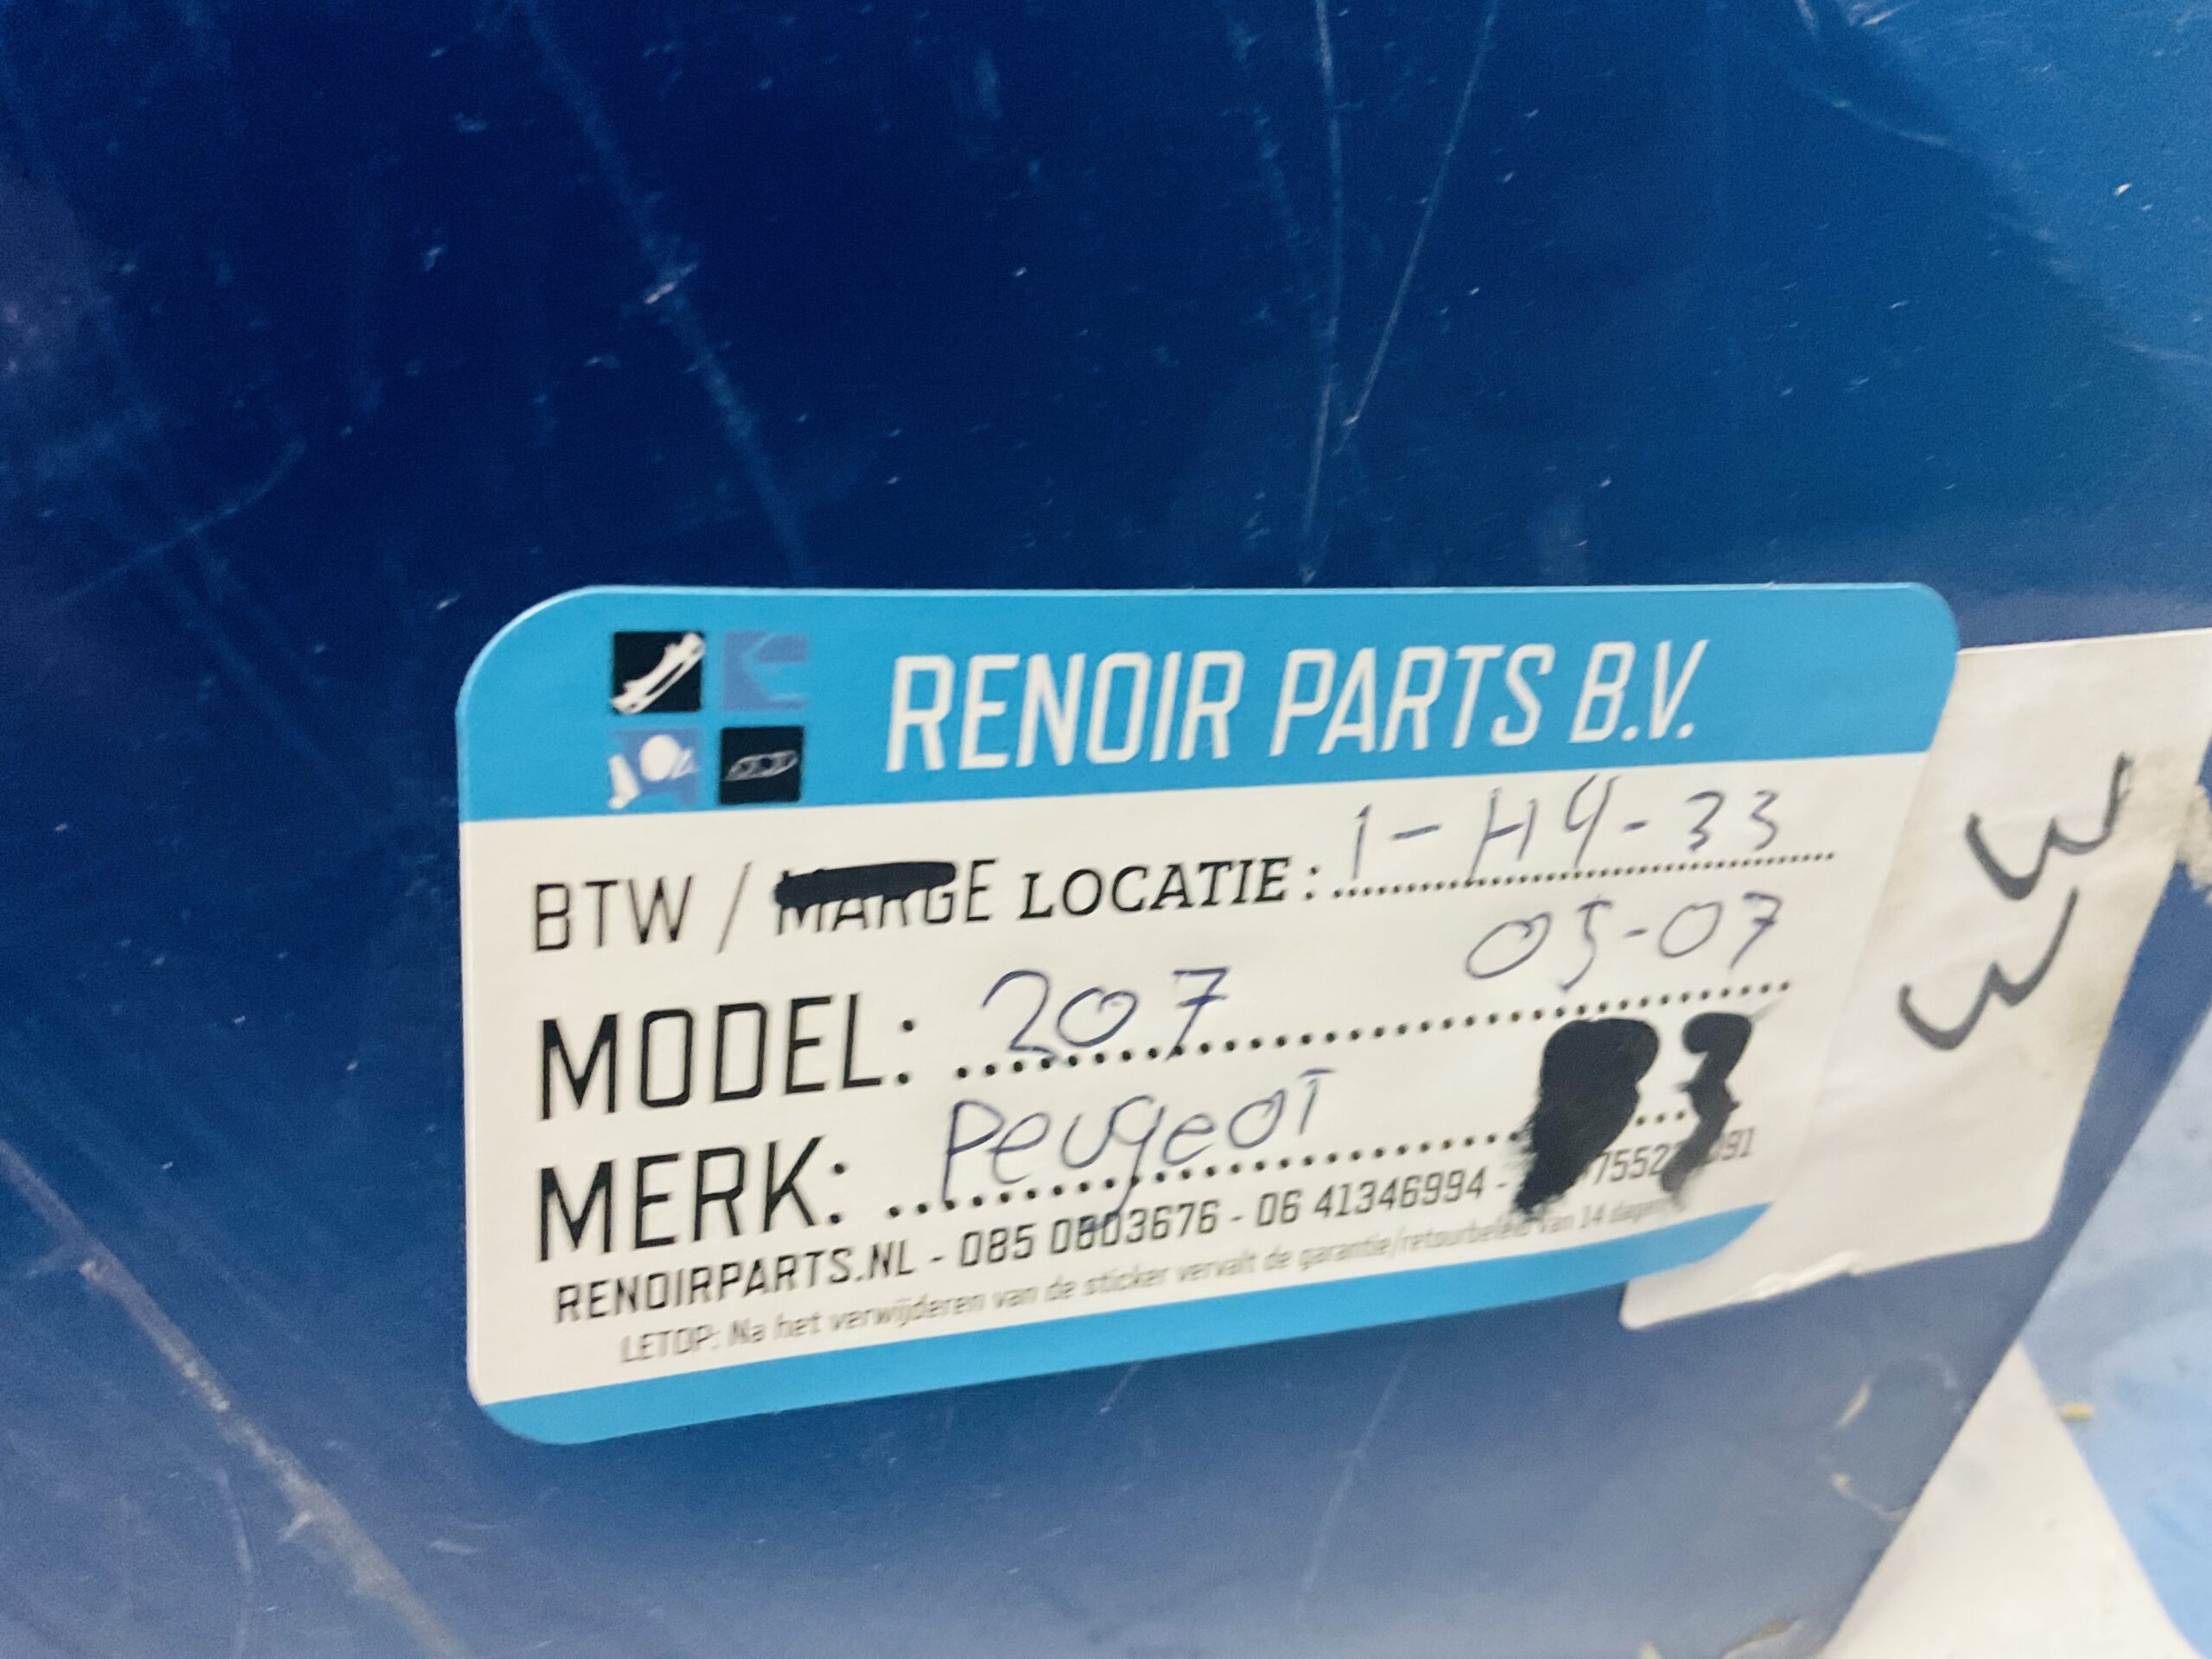 RENOIR PARTS B.V.
BTW / MARGE LOCATIE: 1-H4-33
05-07
MODEL: 207
MERK: Peugeot
RENOIRPARTS.NL - 085 0803676 - 06 41346994 -
LETOP: Na het verwijderen van de sticker vervalt de garantie/retourbeleid van 14 dagen
33